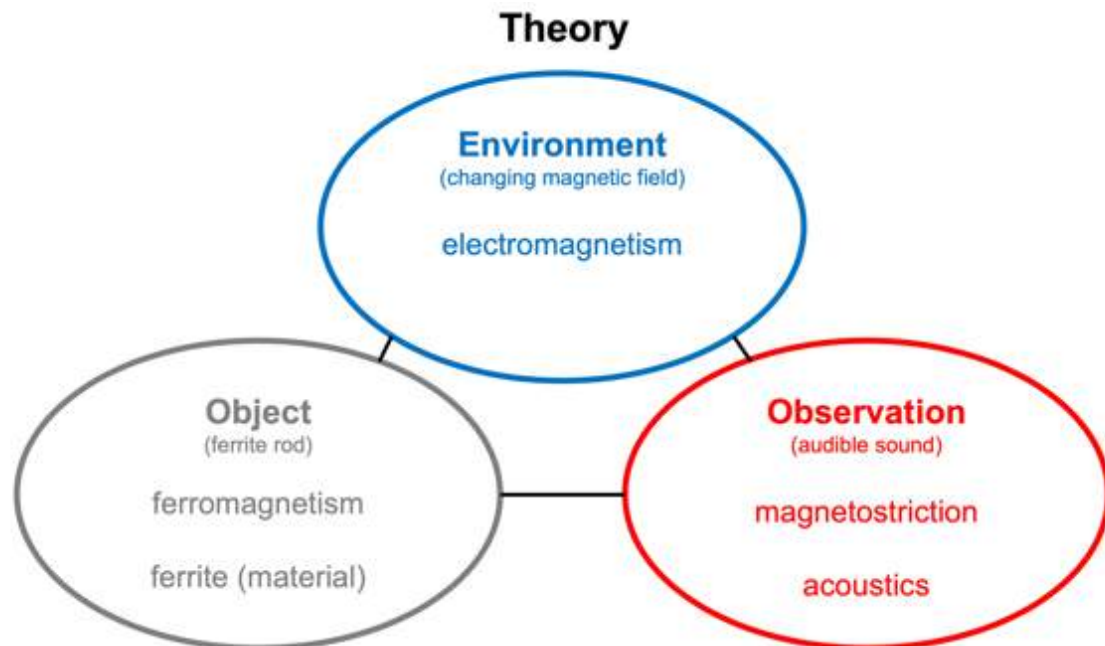 Theory
Environment
(changing magnetic field)
electromagnetism
Object
(ferrite rod)
ferromagnetism
ferrite (material)
Observation
(audible sound)
magnetostriction
acoustics